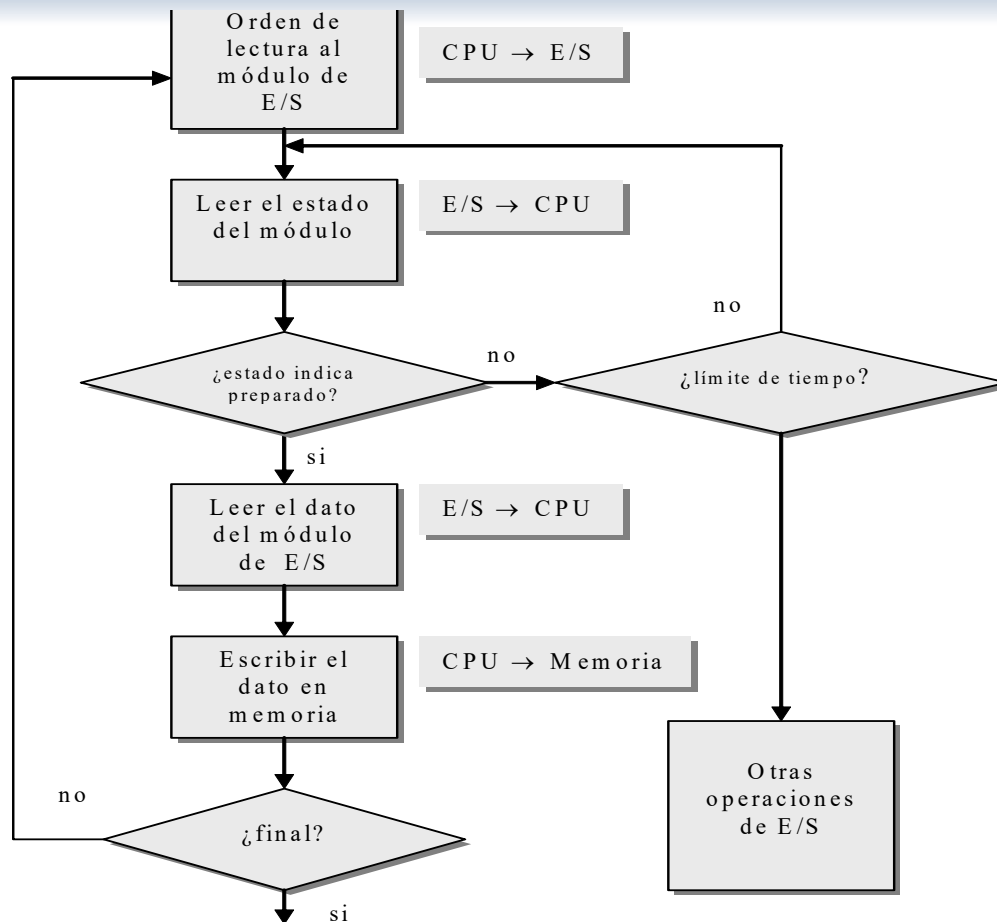 Orden de
lectura al
módulo de
E/S
CPU → E/S
Leer el estado
del módulo
E/S → CPU
no
¿estado indica
preparado?
no
¿límite de tiempo?
si
Leer el dato
del módulo
de E/S
E/S → CPU
Escribir el
dato en
memoria
CPU → Memoria
Otras
operaciones
de E/S
no
¿final?
si